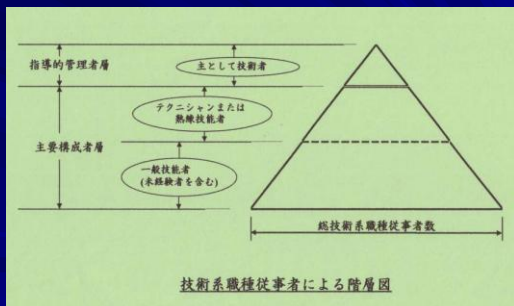 指導的管理者層
主として技術者
テクニシャンまたは
熟練技能者
主要構成者層
一般技能者
(未経験者を含む)
総技術系職種従事者数
技術系職種従事者による階層図